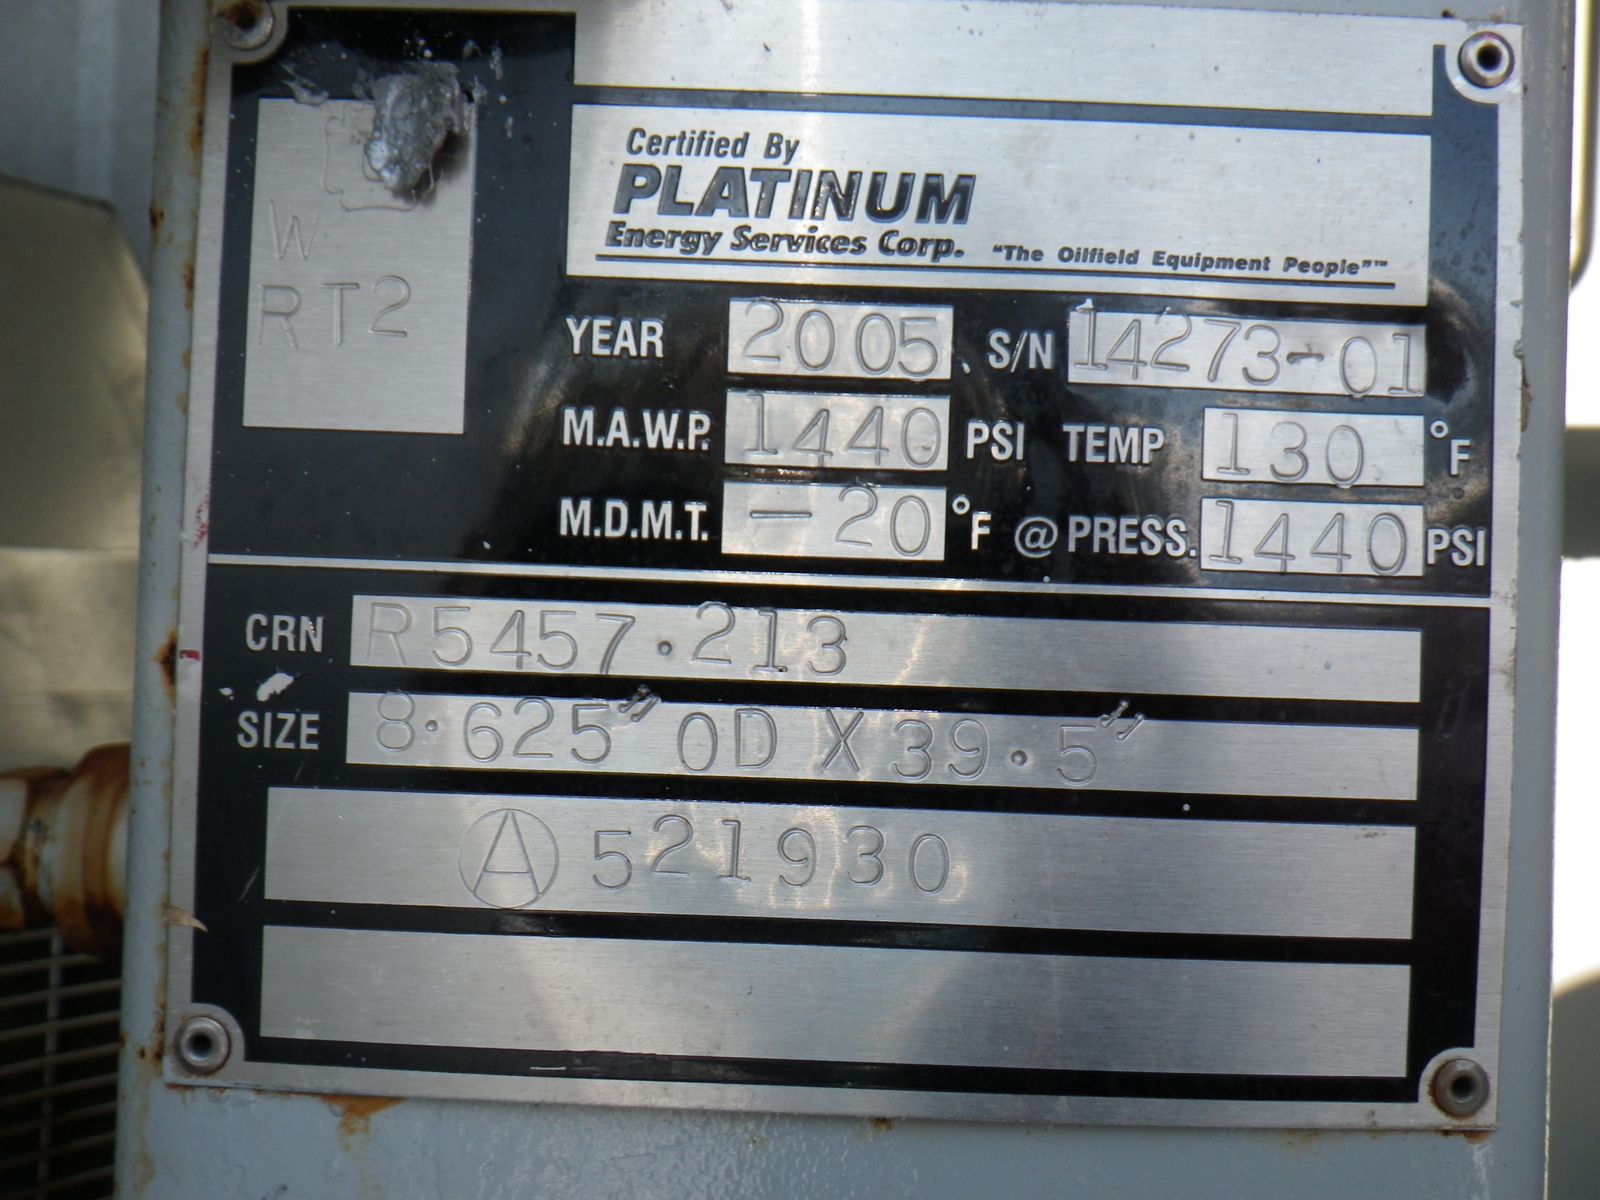 Certified By
PLATINUM
Energy Services Corp. "The Oilfield Equipment People"™
W
RT2
YEAR 2005 S/N 14273-01
M.A.W.P. 1440 PSI TEMP 130 °F
M.D.M.T. -20 °F @ PRESS. 1440 PSI
CRN R5457.213
SIZE 8.625" OD X 39.5"
A 521930